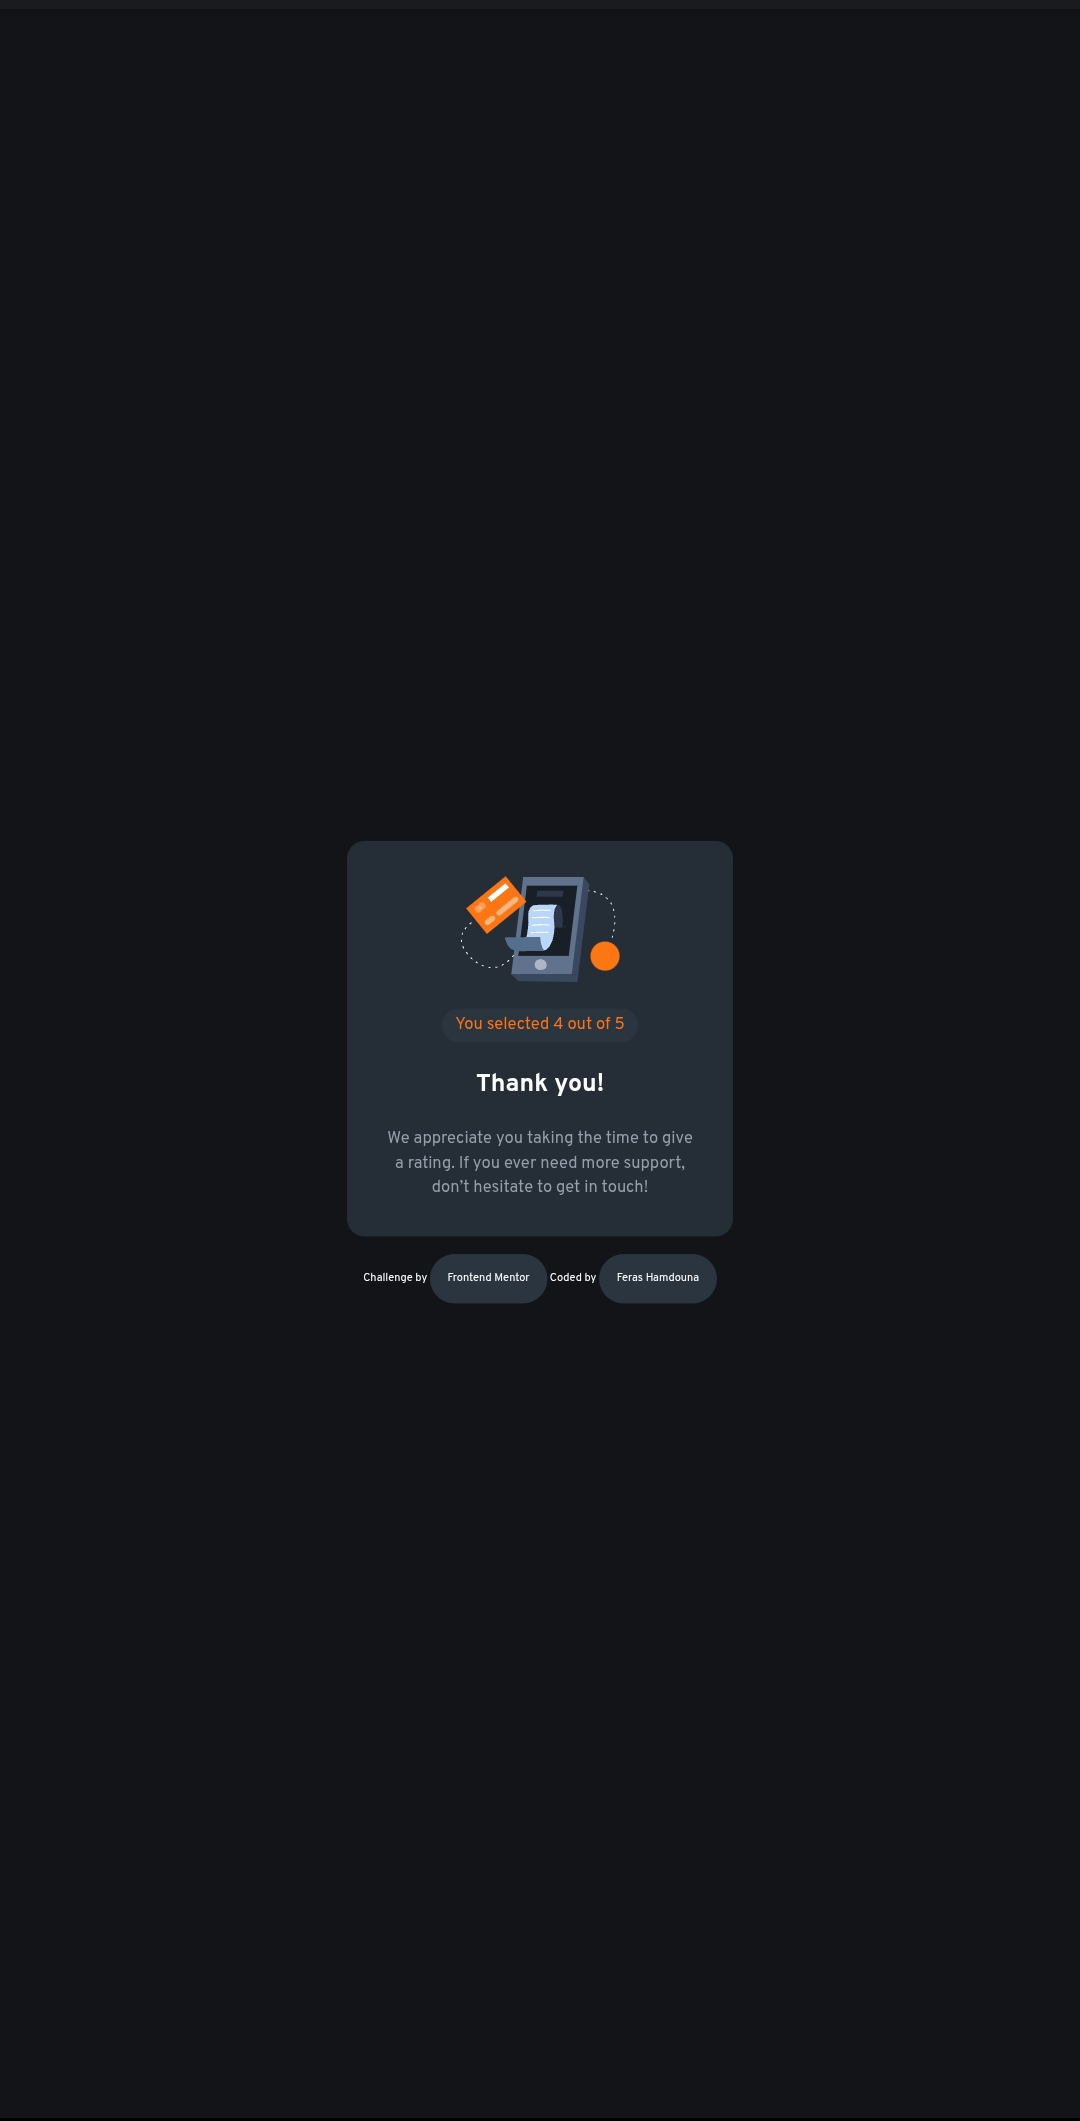 You selected 4 out of 5
Thank you!
We appreciate you taking the time to give
a rating. If you ever need more support,
don’t hesitate to get in touch!
Challenge by Frontend Mentor Coded by Feras Hamdouna